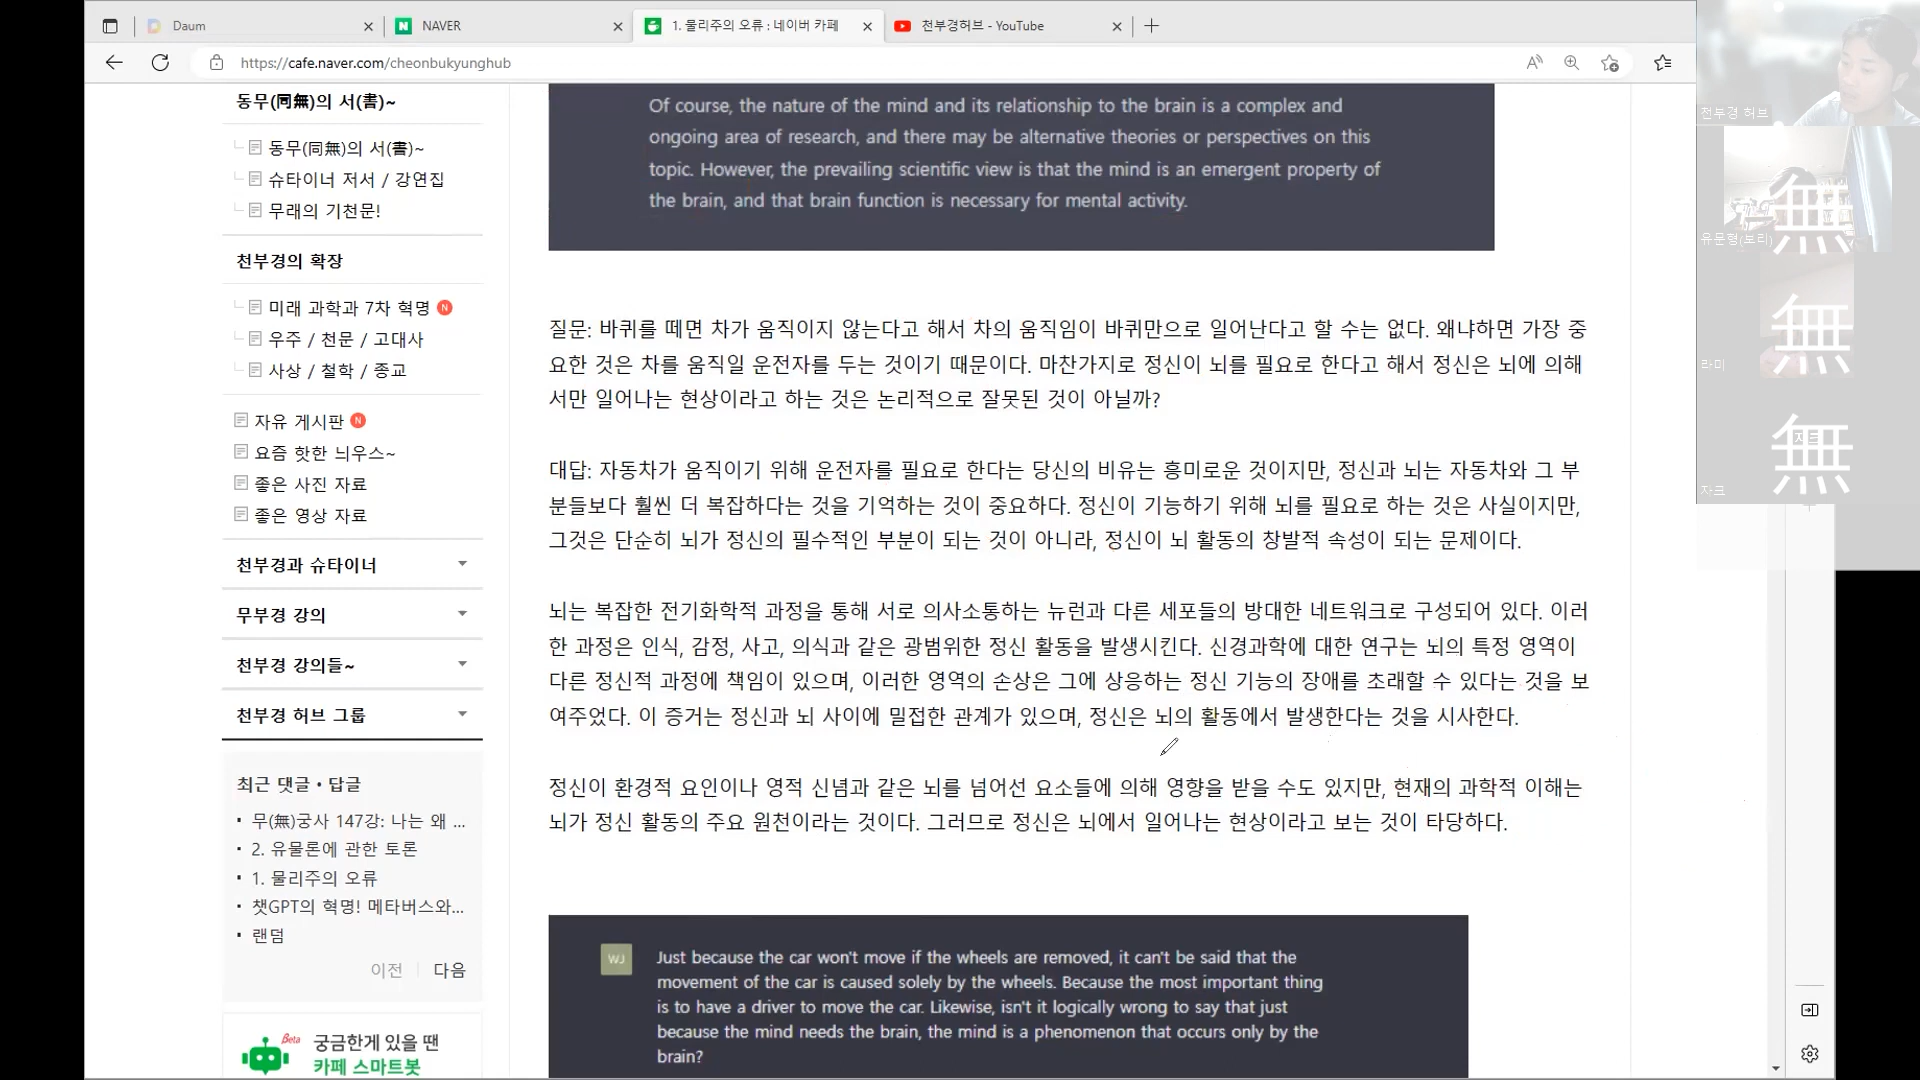 Daum
NAVER
1. 물리주의 오류 : 네이버 카페
천부경허브 - YouTube
https://cafe.naver.com/cheonbukyunghub
동무(同無)의 서(書)~
동무(同無)의 서(書)~
슈타이너 저서 / 강연집
무래의 기천문!
천부경의 확장
미래 과학과 7차 혁명
우주 / 천문 / 고대사
사상 / 철학 / 종교
자유 게시판
요즘 핫한 늬우스~
좋은 사진 자료
좋은 영상 자료
천부경과 슈타이너
무부경 강의
천부경 강의들~
천부경 허브 그룹
최근 댓글 • 답글
무(無)궁사 147강: 나는 왜 ...
2. 유물론에 관한 토론
1. 물리주의 오류
챗GPT의 혁명! 메타버스와...
랜덤
이전
다음
Beta
궁금한게 있을 땐
카페 스마트봇
Of course, the nature of the mind and its relationship to the brain is a complex and
ongoing area of research, and there may be alternative theories or perspectives on this
topic. However, the prevailing scientific view is that the mind is an emergent property of
the brain, and that brain function is necessary for mental activity.
질문: 바퀴를 떼면 차가 움직이지 않는다고 해서 차의 움직임이 바퀴만으로 일어난다고 할 수는 없다. 왜냐하면 가장 중
요한 것은 차를 움직일 운전자를 두는 것이기 때문이다. 마찬가지로 정신이 뇌를 필요로 한다고 해서 정신은 뇌에 의해
서만 일어나는 현상이라고 하는 것은 논리적으로 잘못된 것이 아닐까?
대답: 자동차가 움직이기 위해 운전자를 필요로 한다는 당신의 비유는 흥미로운 것이지만, 정신과 뇌는 자동차와 그 부
분들보다 훨씬 더 복잡하다는 것을 기억하는 것이 중요하다. 정신이 기능하기 위해 뇌를 필요로 하는 것은 사실이지만,
그것은 단순히 뇌가 정신의 필수적인 부분이 되는 것이 아니라, 정신이 뇌 활동의 창발적 속성이 되는 문제이다.
뇌는 복잡한 전기화학적 과정을 통해 서로 의사소통하는 뉴런과 다른 세포들의 방대한 네트워크로 구성되어 있다. 이러
한 과정은 인식, 감정, 사고, 의식과 같은 광범위한 정신 활동을 발생시킨다. 신경과학에 대한 연구는 뇌의 특정 영역이
다른 정신적 과정에 책임이 있으며, 이러한 영역의 손상은 그에 상응하는 정신 기능의 장애를 초래할 수 있다는 것을 보
여주었다. 이 증거는 정신과 뇌 사이에 밀접한 관계가 있으며, 정신은 뇌의 활동에서 발생한다는 것을 시사한다.
정신이 환경적 요인이나 영적 신념과 같은 뇌를 넘어선 요소들에 의해 영향을 받을 수도 있지만, 현재의 과학적 이해는
뇌가 정신 활동의 주요 원천이라는 것이다. 그러므로 정신은 뇌에서 일어나는 현상이라고 보는 것이 타당하다.
WJ
Just because the car won't move if the wheels are removed, it can't be said that the
movement of the car is caused solely by the wheels. Because the most important thing
is to have a driver to move the car. Likewise, isn't it logically wrong to say that just
because the mind needs the brain, the mind is a phenomenon that occurs only by the
brain?
천부경 허브
無
유문형(보리)
無
라미
無
자크